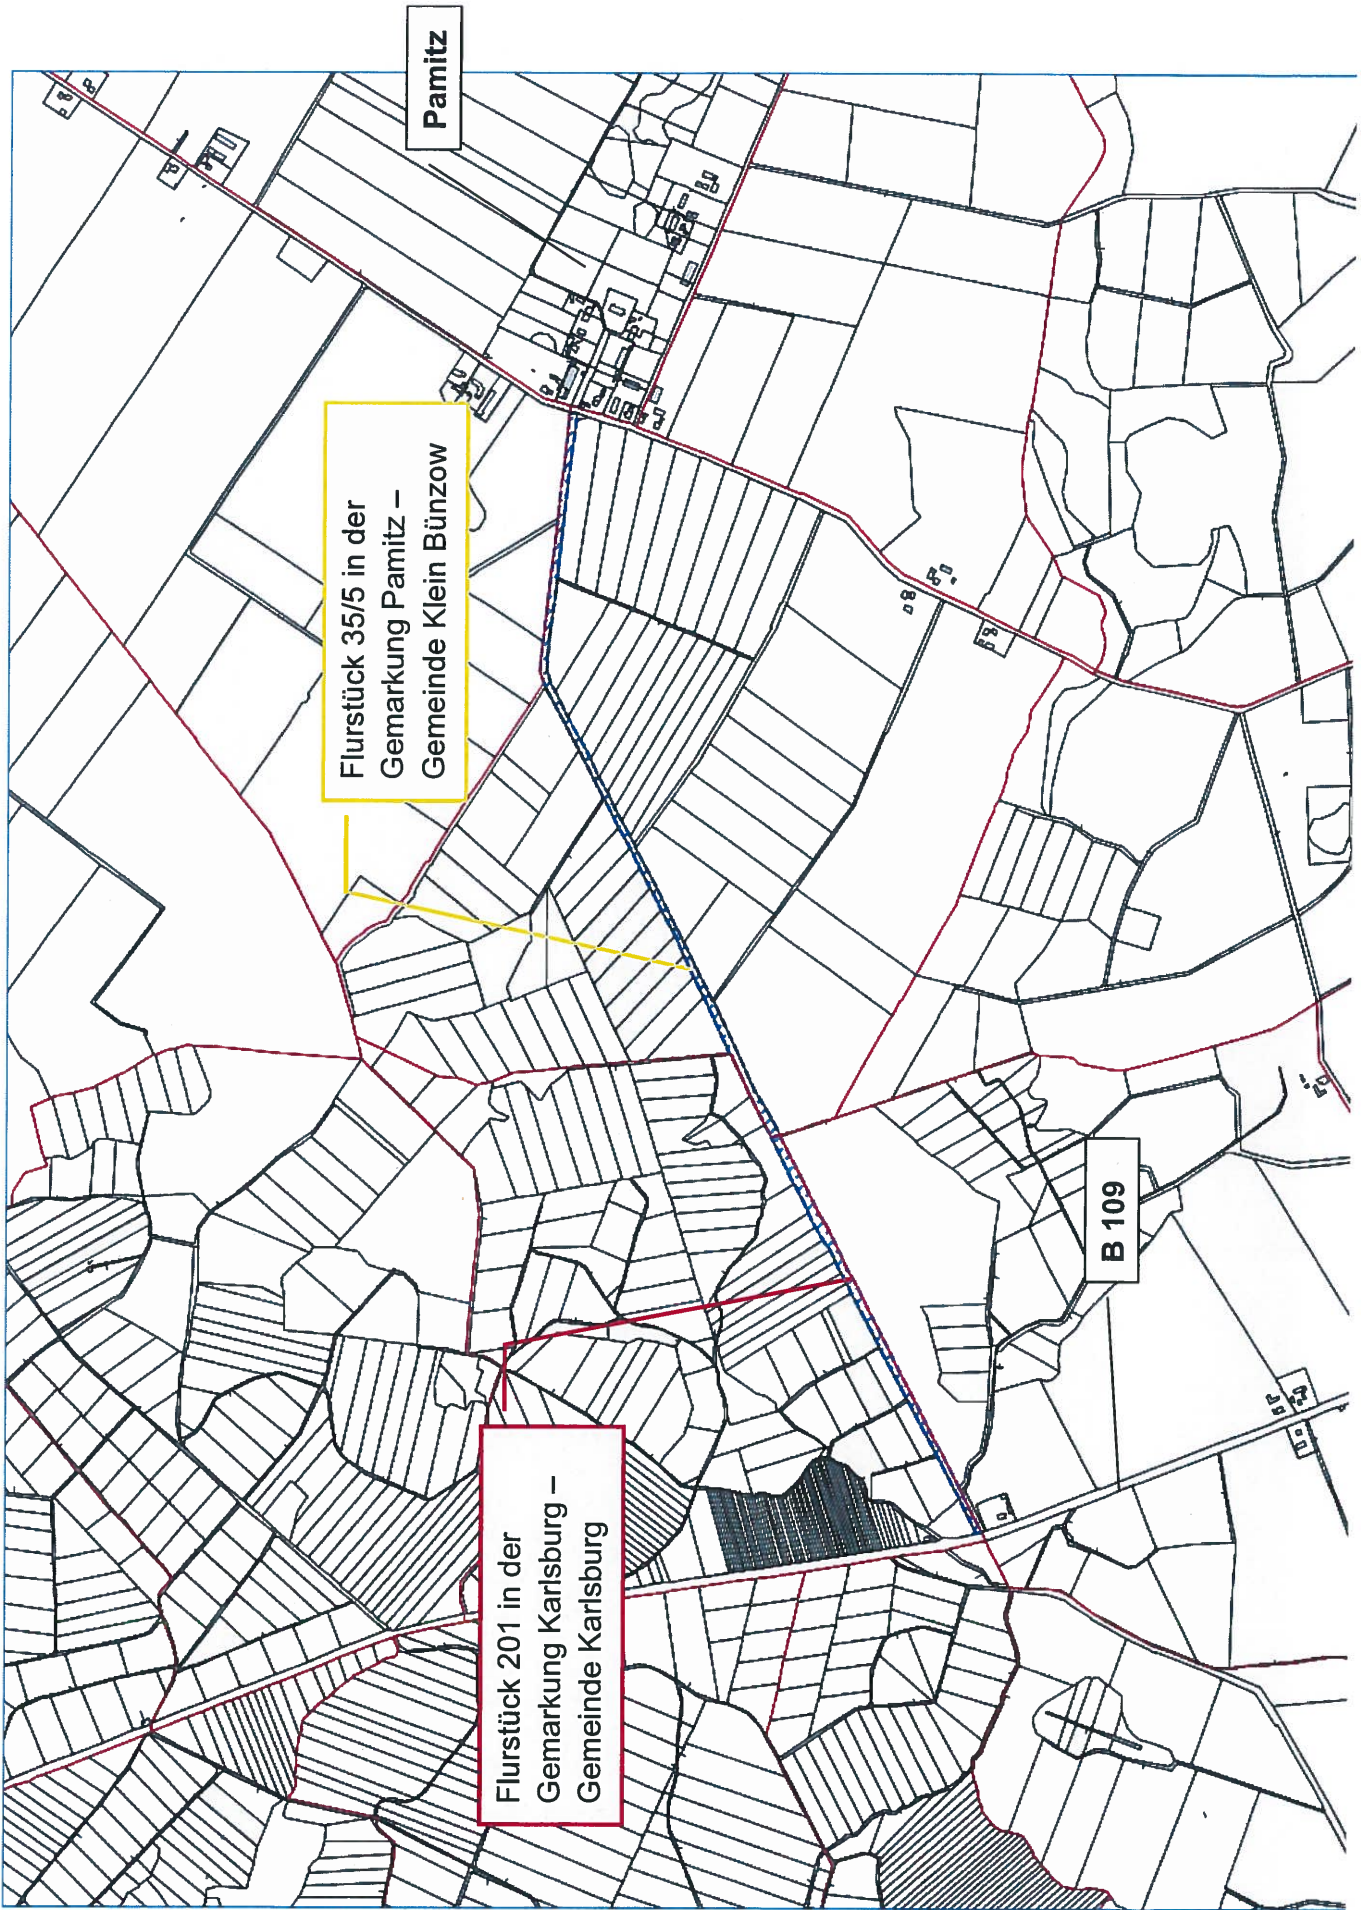 Pamitz
Flurstück 35/5 in der
Gemarkung Pamitz –
Gemeinde Klein Bünzow
B 109
Flurstück 201 in der
Gemarkung Karlsburg –
Gemeinde Karlsburg